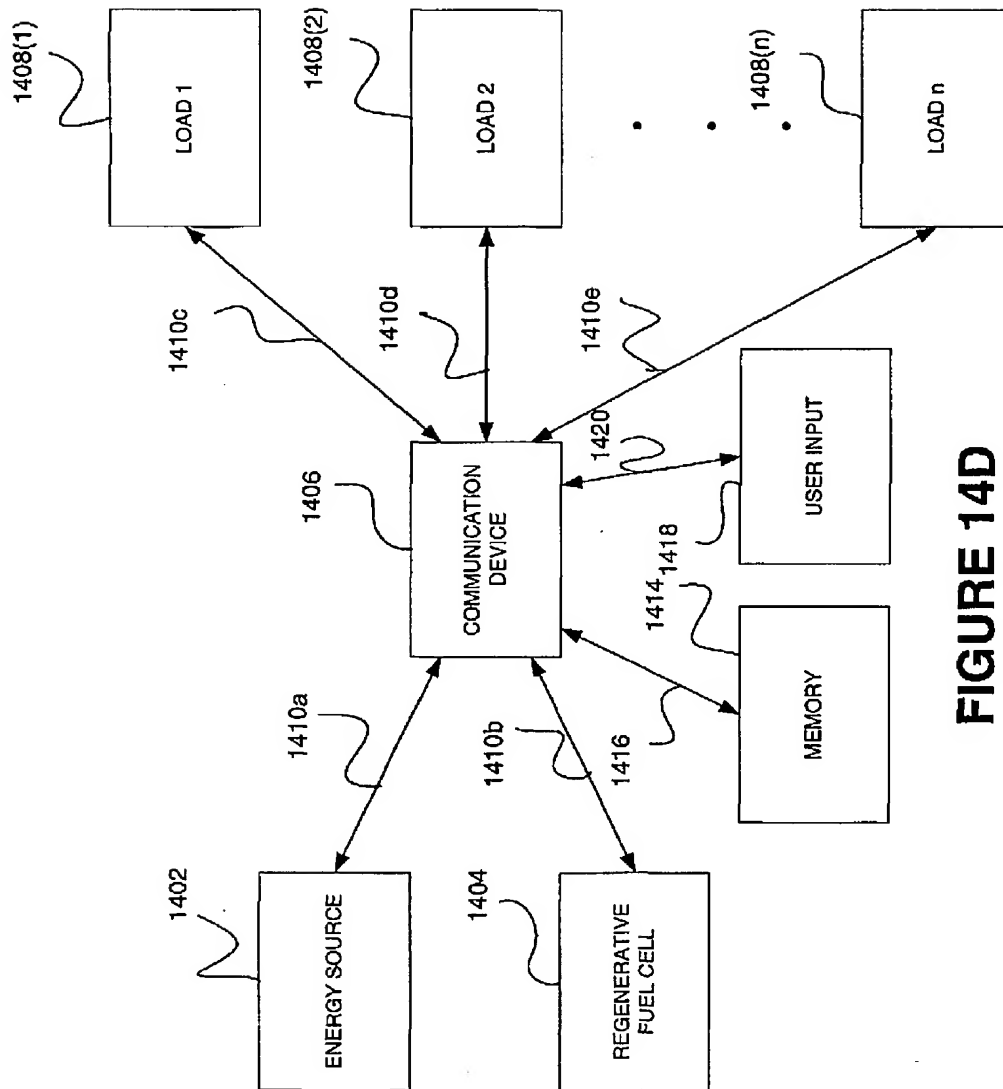 1402
ENERGY SOURCE
1404
REGENERATIVE
FUEL CELL
1410a
1410b
1416
1406
COMMUNICATION
DEVICE
1414
MEMORY
1418
USER INPUT
1420
1410c
1410d
1410e
1408(1)
LOAD 1
1408(2)
LOAD 2
1408(n)
LOAD n
FIGURE 14D